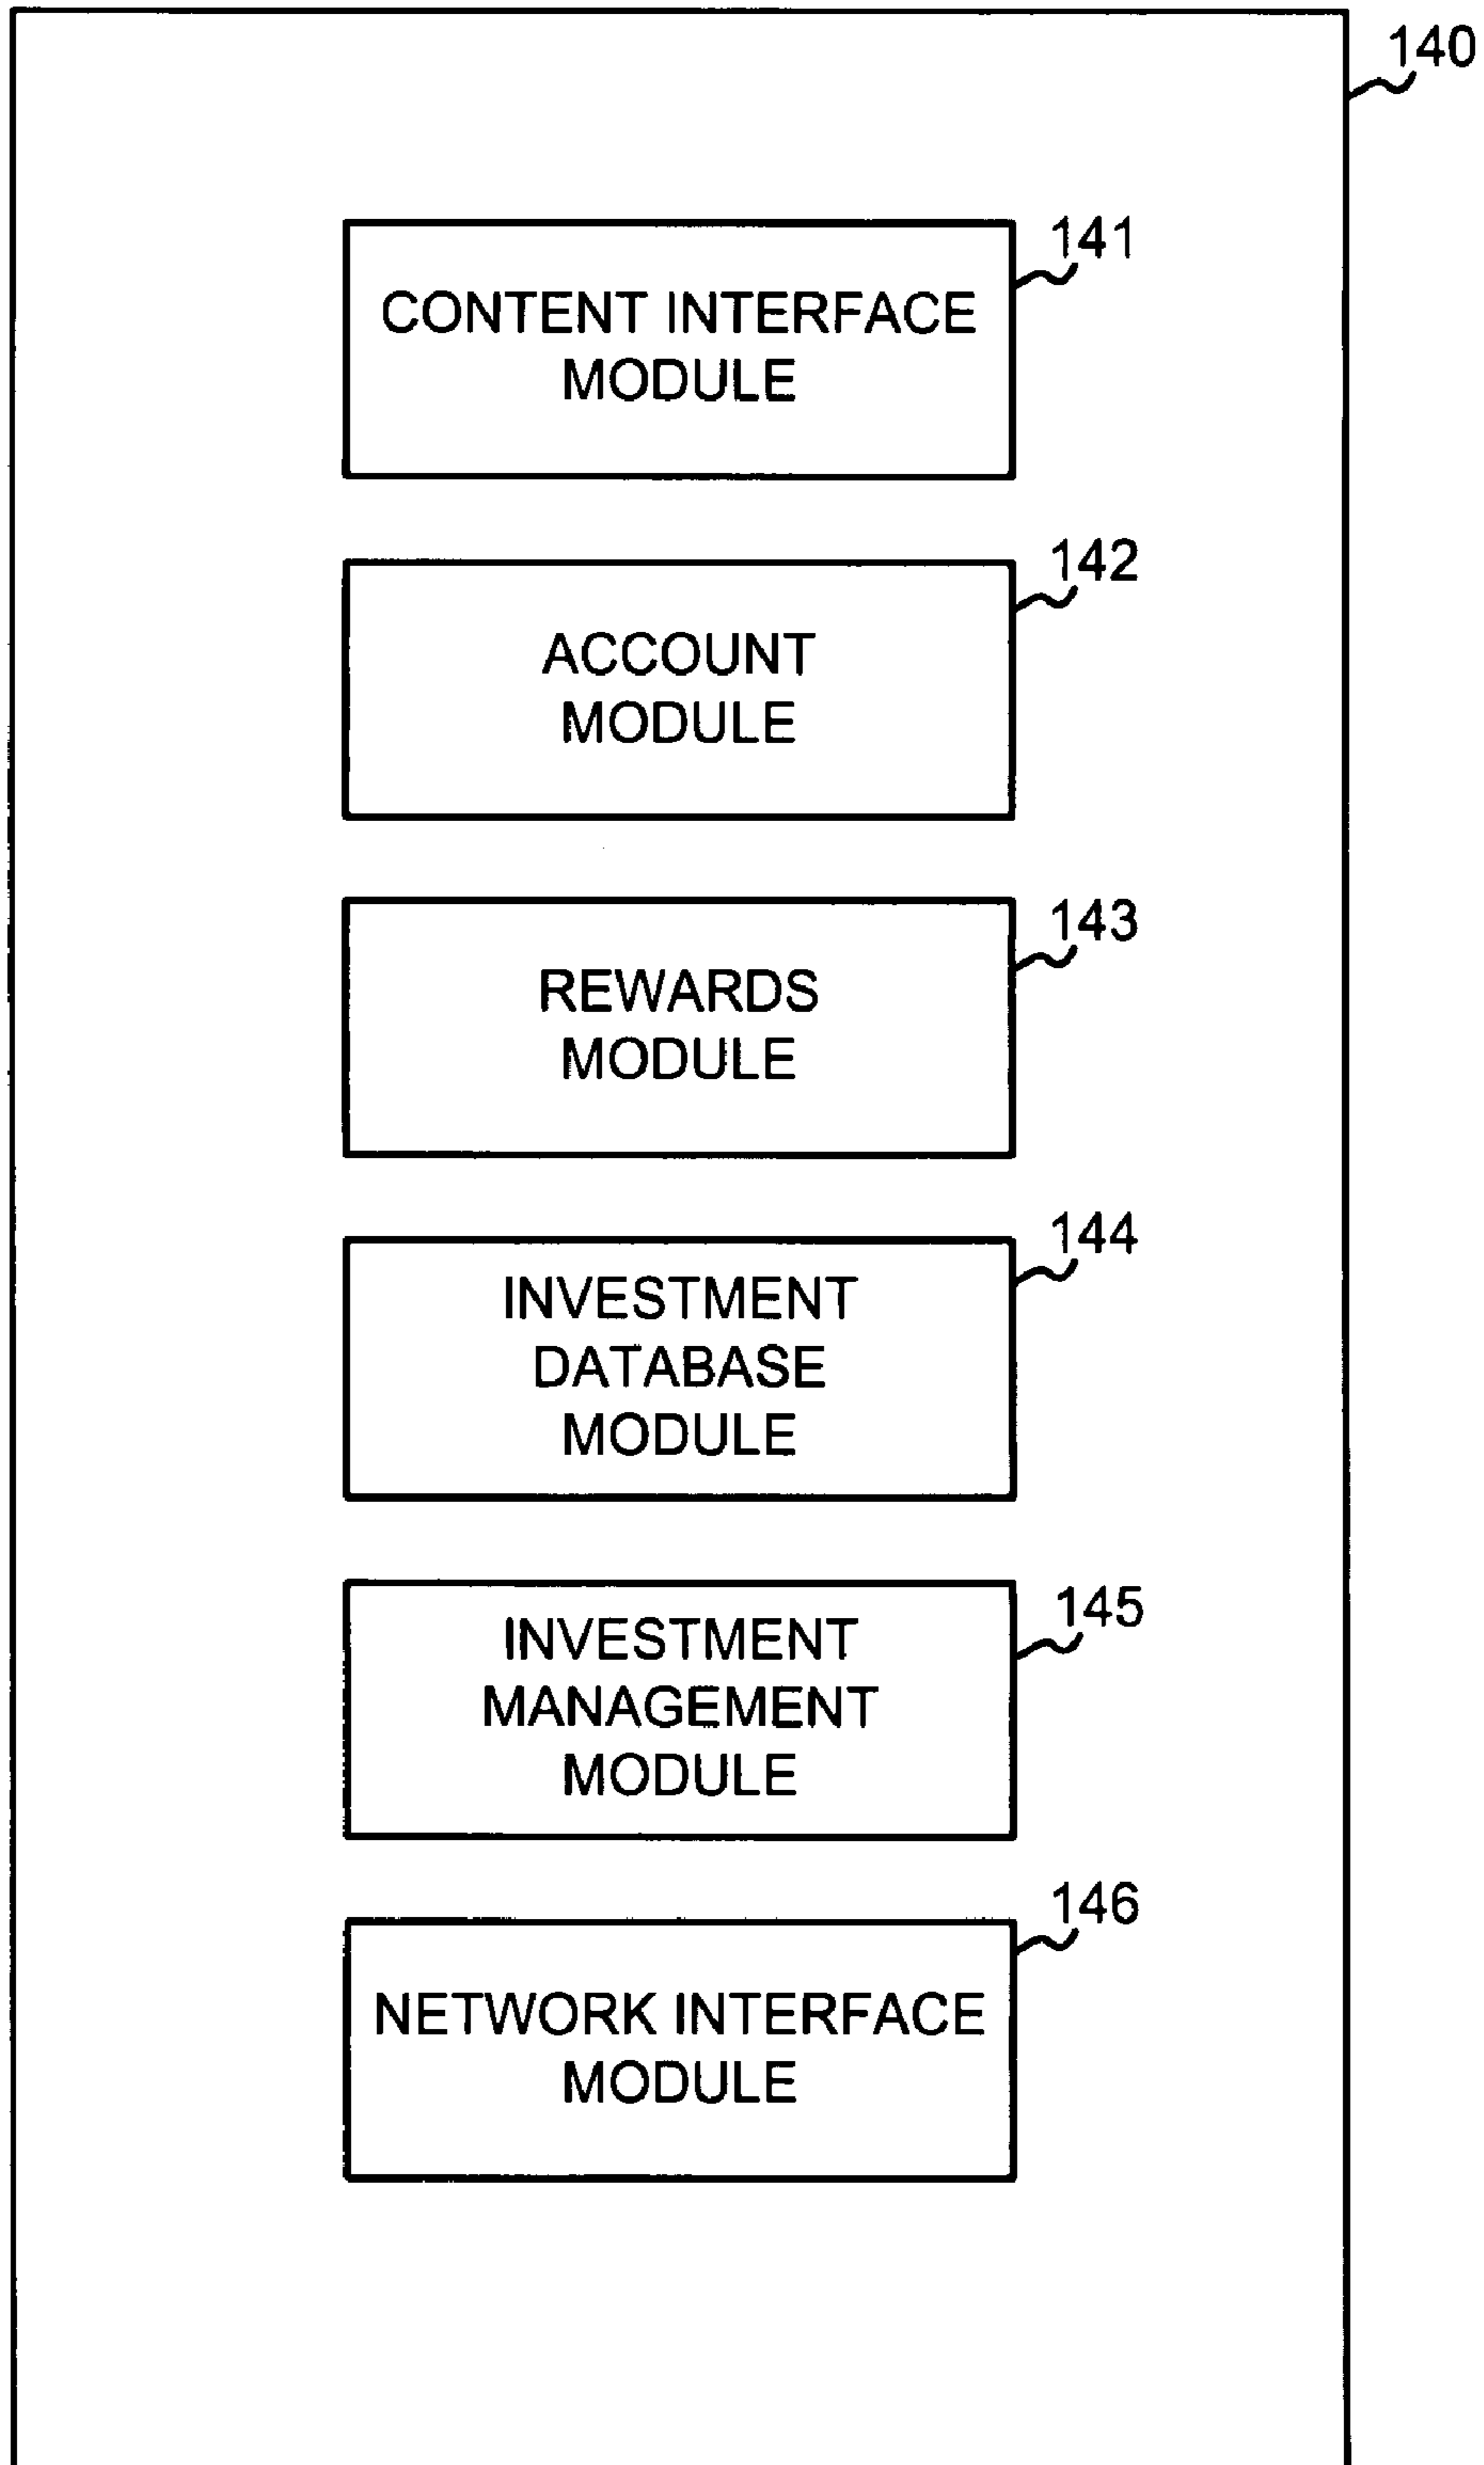 140
141
CONTENT INTERFACE
MODULE
142
ACCOUNT
MODULE
143
REWARDS
MODULE
144
INVESTMENT
DATABASE
MODULE
145
INVESTMENT
MANAGEMENT
MODULE
146
NETWORK INTERFACE
MODULE